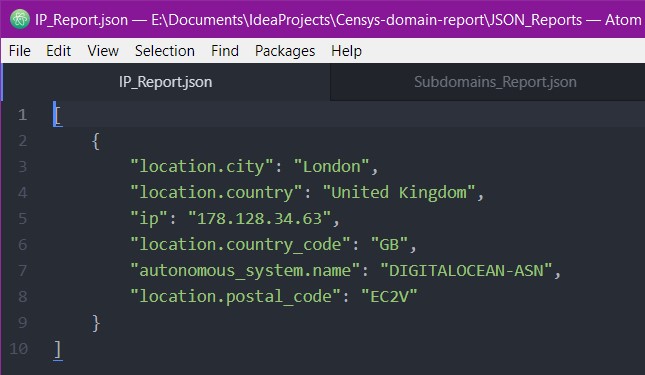 IP_Report.json — E:\Documents\IdeaProjects\Censys-domain-report\JSON_Reports — Atom
File Edit View Selection Find Packages Help
IP_Report.json Subdomains_Report.json
1 [
2 {
3 "location.city": "London",
4 "location.country": "United Kingdom",
5 "ip": "178.128.34.63",
6 "location.country_code": "GB",
7 "autonomous_system.name": "DIGITALOCEAN-ASN",
8 "location.postal_code": "EC2V"
9 }
10 ]